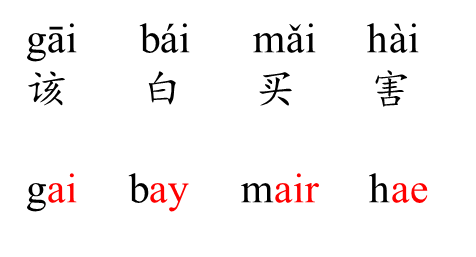 gāi bái mǎi hài
该 白 买 害
gai bay mair hae